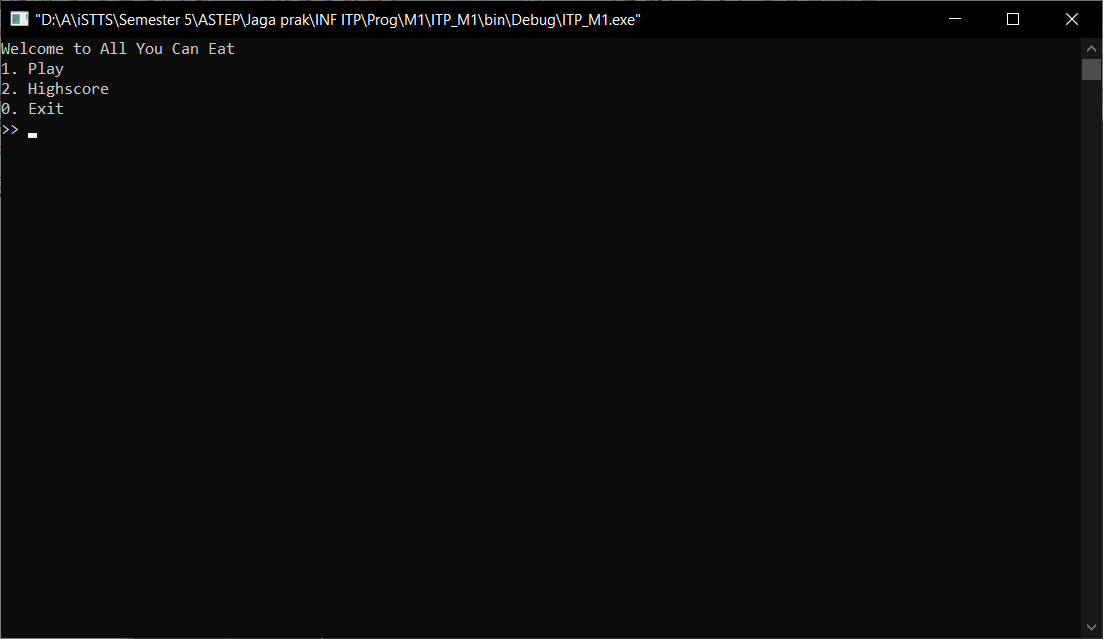 "D:\A\iSTTS\Semester 5\ASTEP\Jaga prak\INF ITP\Prog\M1\ITP_M1\bin\Debug\ITP_M1.exe"
Welcome to All You Can Eat
1. Play
2. Highscore
0. Exit
>>